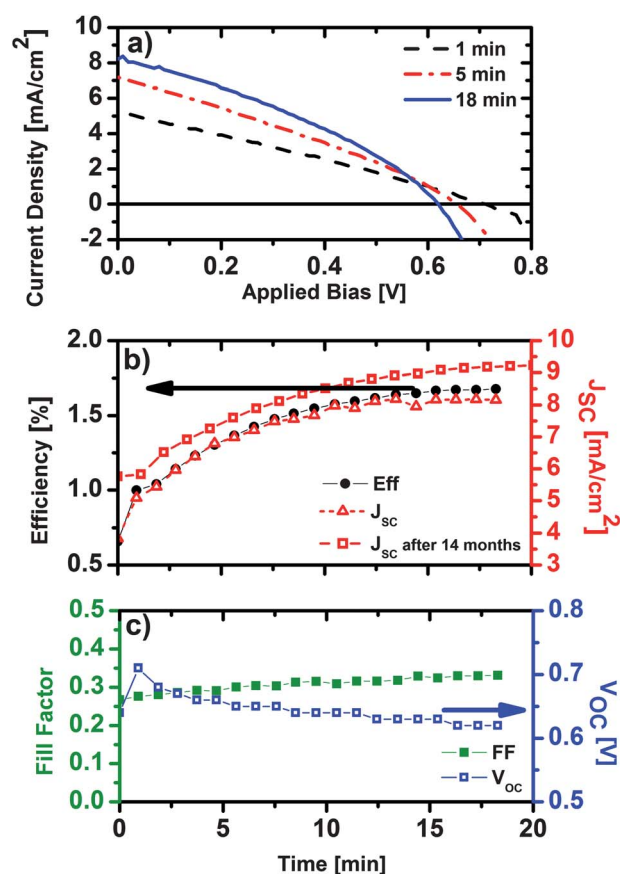 a)
1 min
5 min
18 min
Current Density [mA/cm²]
10
8
6
4
2
0
-2
0.0 0.2 0.4 0.6 0.8
Applied Bias [V]
b)
Efficiency [%]
2.0
1.5
1.0
0.5
Eff
JSC
JSC after 14 months
10
9
8
7
6
5
4
3
JSC [mA/cm²]
c)
Fill Factor
0.5
0.4
0.3
0.2
0.0
FF
VOC
0.8
0.7
0.6
0.5
VOC [V]
0 5 10 15 20
Time [min]